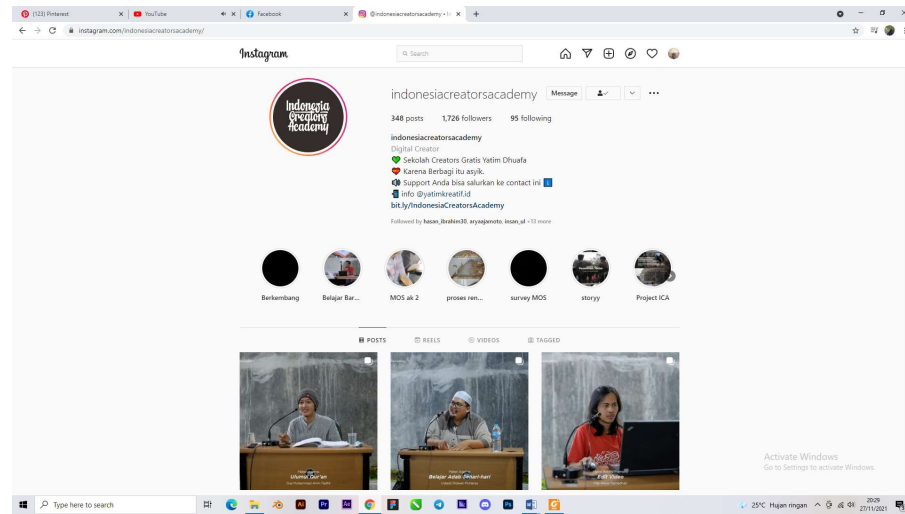 (123) Pinterest
YouTube
Facebook
@indonesiacreatorsacademy • In
instagram.com/indonesiacreatorsacademy/
Instagram
Search
Indonesia
Creators
Academy
indonesiacreatorsacademy
Message
348 posts 1,726 followers 95 following
indonesiacreatorsacademy
Digital Creator
Sekolah Creators Gratis Yatim Dhuafa
Karena Berbagi itu asyik.
Support Anda bisa salurkan ke contact ini
info @yatimkreatif.id
bit.ly/IndonesiaCreatorsAcademy
Followed by hasan_ibrahim30, aryaajamoto, insan_ul +13 more
Berkembang
Belajar Bar...
MOS ak 2
proses ren...
survey MOS
storyy
Project ICA
POSTS
REELS
VIDEOS
TAGGED
Ulumul Qur'an
Belajar Adab Sehari-hari
Edit Video
Activate Windows
Go to Settings to activate Windows.
Type here to search
25°C Hujan ringan
20:29
27/11/2021